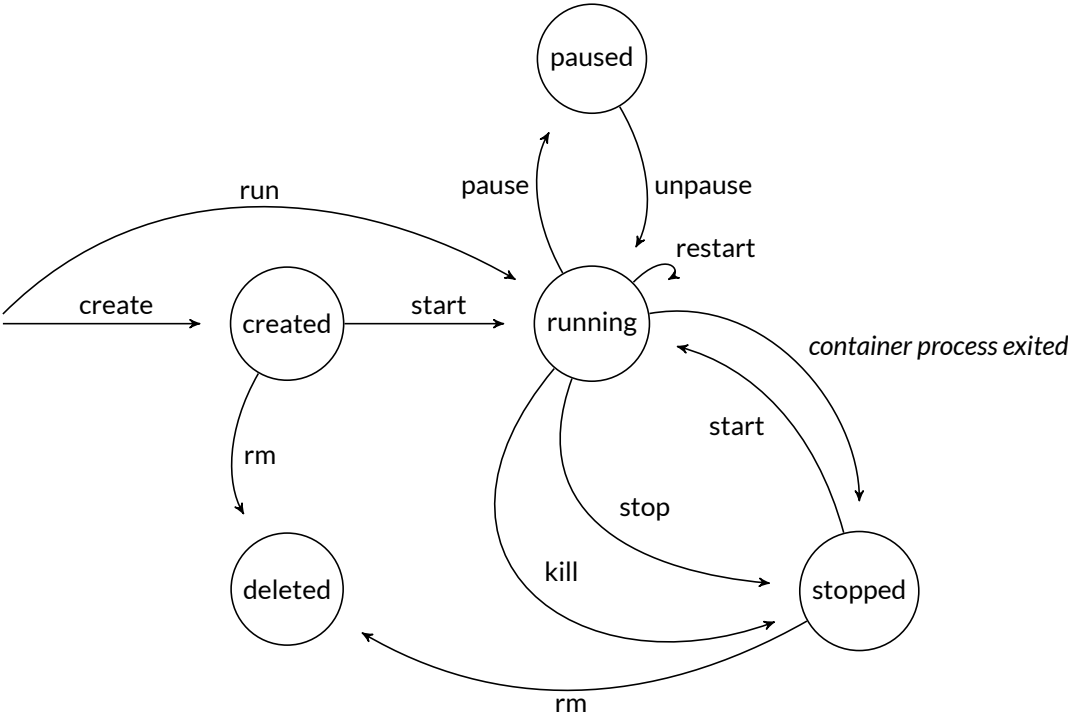 paused
pause
unpause
run
restart
create
created
start
running
container process exited
start
rm
stop
kill
deleted
stopped
rm